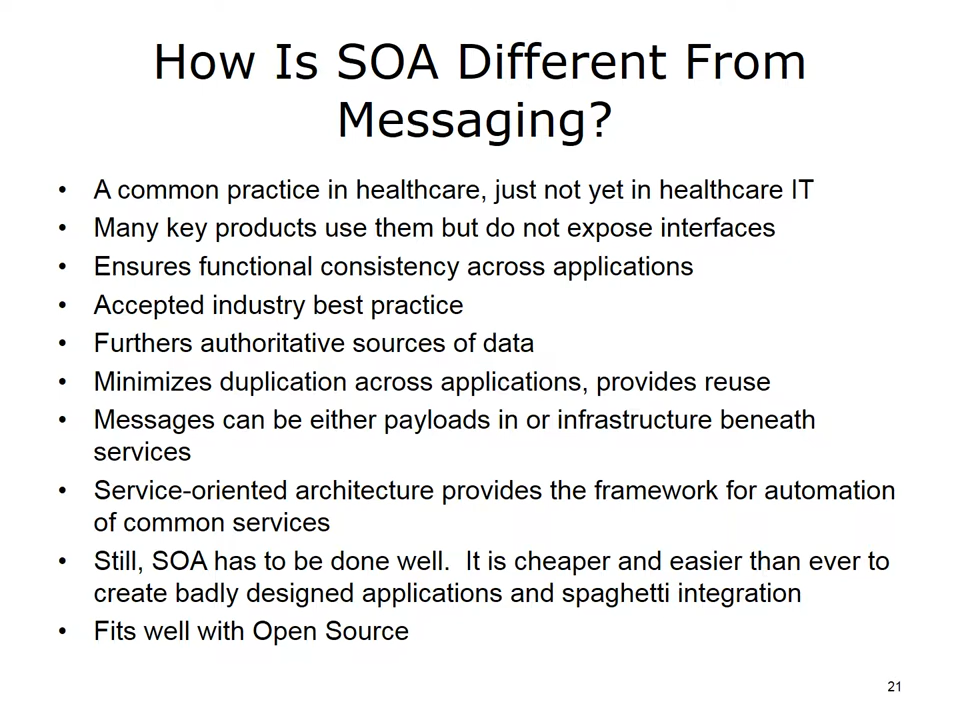 How Is SOA Different From
Messaging?
• A common practice in healthcare, just not yet in healthcare IT
• Many key products use them but do not expose interfaces
• Ensures functional consistency across applications
• Accepted industry best practice
• Furthers authoritative sources of data
• Minimizes duplication across applications, provides reuse
• Messages can be either payloads in or infrastructure beneath
services
• Service-oriented architecture provides the framework for automation
of common services
• Still, SOA has to be done well.  It is cheaper and easier than ever to
create badly designed applications and spaghetti integration
• Fits well with Open Source
21